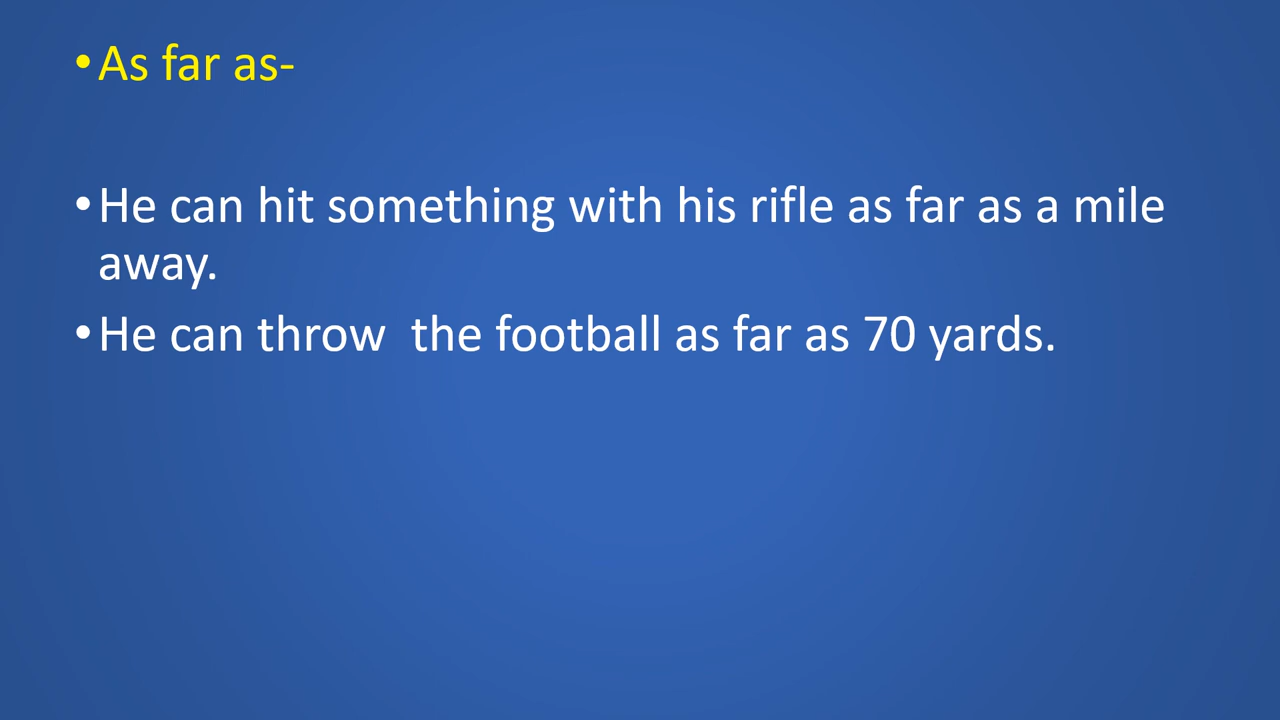 •As far as-
•He can hit something with his rifle as far as a mile
away.
•He can throw  the football as far as 70 yards.